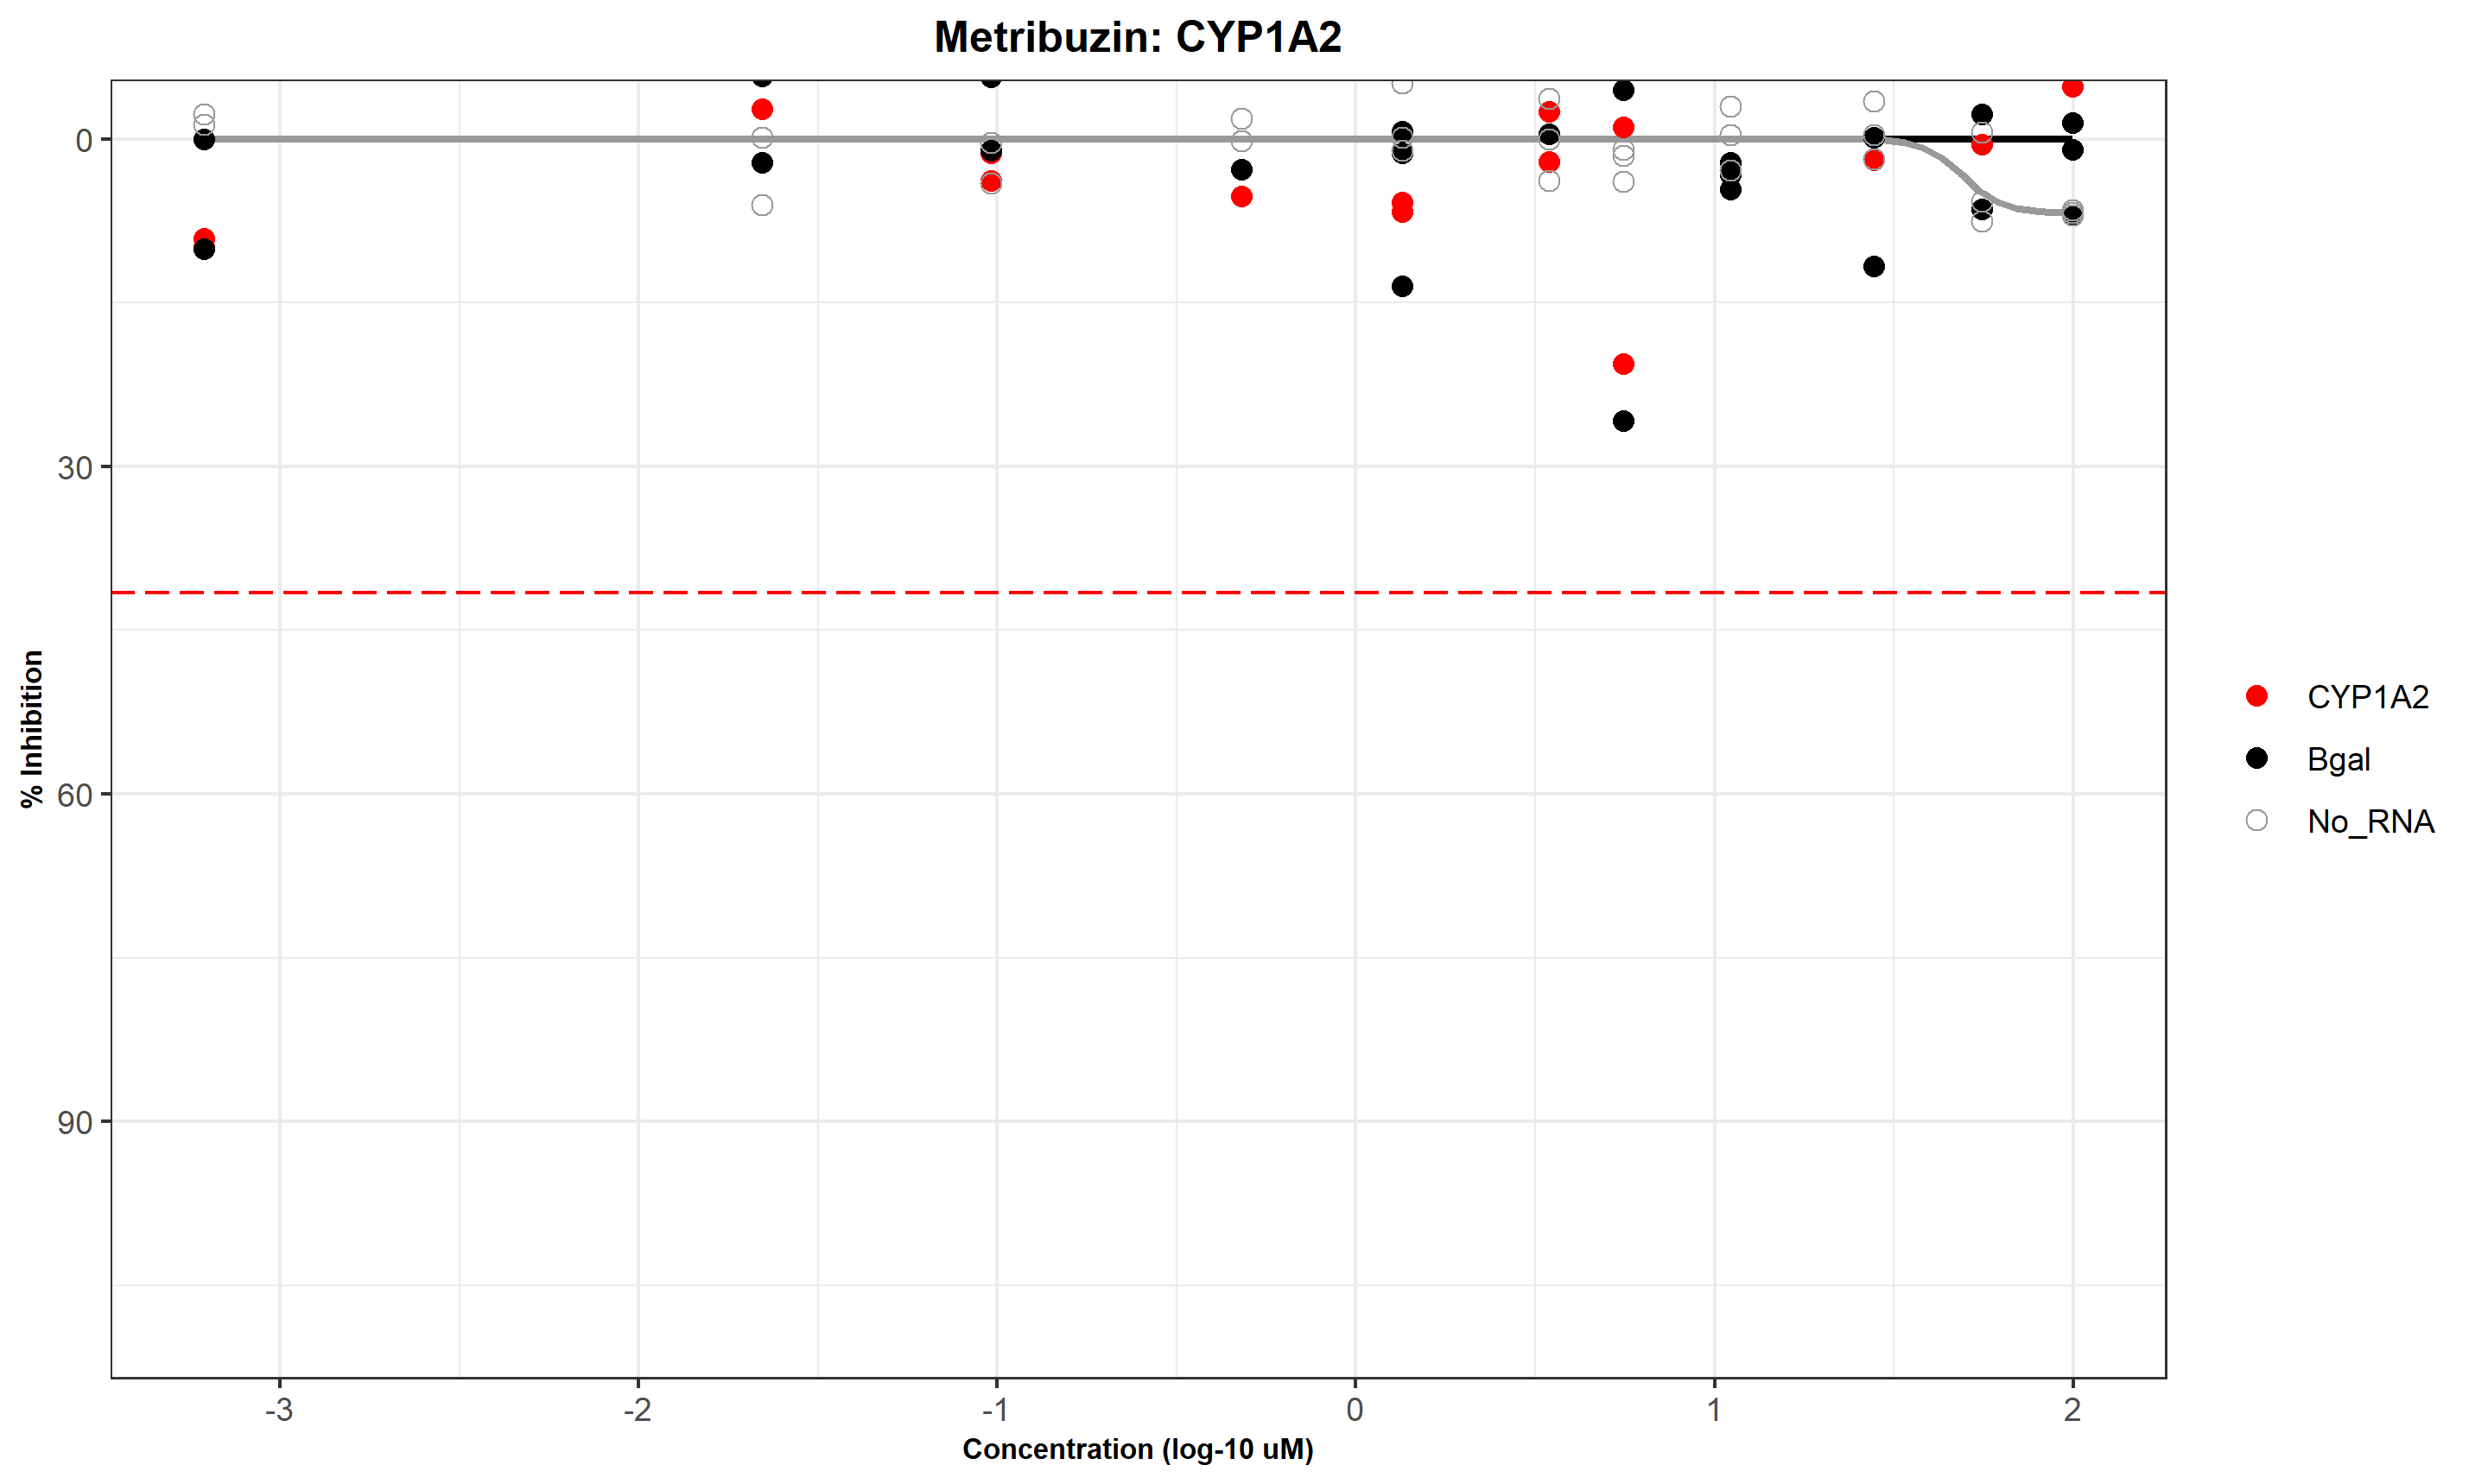 Metribuzin: CYP1A2
% Inhibition
0
30
60
90
-3
-2
-1
0
1
2
Concentration (log-10 uM)
CYP1A2
Bgal
No_RNA